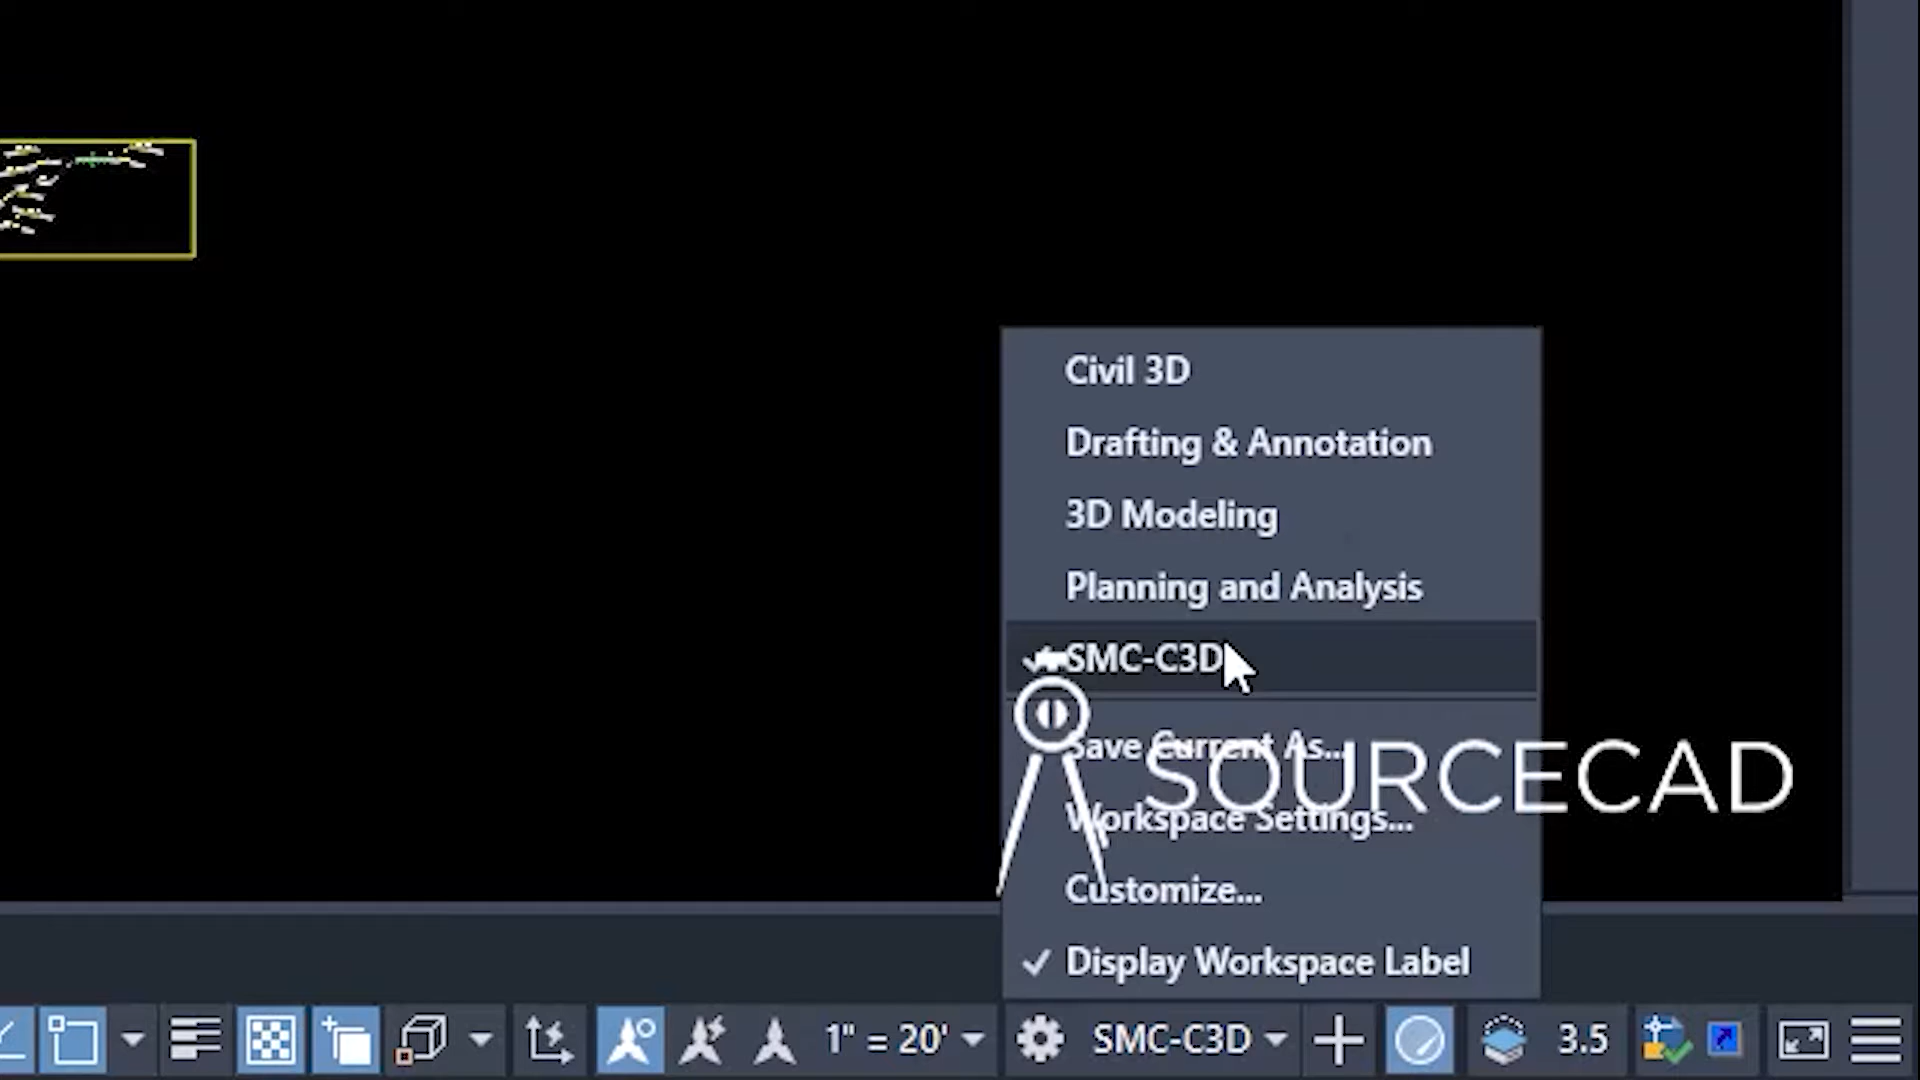 Civil 3D
Drafting & Annotation
3D Modeling
Planning and Analysis
SMC-C3D
Save Current As...
SOURCECAD
Workspace Settings...
Customize...
Display Workspace Label
1" = 20' SMC-C3D 3.5